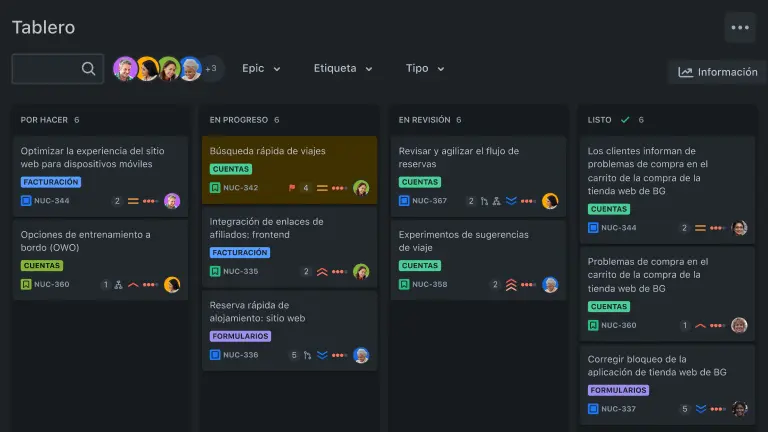 Tablero
+3
Epic
Etiqueta
Tipo
Información
POR HACER 6
Optimizar la experiencia del sitio
web para dispositivos móviles
FACTURACIÓN
NUC-344 2
Opciones de entrenamiento a
bordo (OWO)
CUENTAS
NUC-360 1
EN PROGRESO 6
Búsqueda rápida de viajes
CUENTAS
NUC-342 4
Integración de enlaces de
afiliados: frontend
FACTURACIÓN
NUC-335 2
Reserva rápida de
alojamiento: sitio web
FORMULARIOS
NUC-336 5
EN REVISIÓN 6
Revisar y agilizar el flujo de
reservas
CUENTAS
NUC-367 2
Experimentos de sugerencias
de viaje
CUENTAS
NUC-358 2
LISTO 6
Los clientes informan de
problemas de compra en el
carrito de la compra de la
tienda web de BG
CUENTAS
NUC-344 2
Problemas de compra en el
carrito de la compra de la
tienda web de BG
CUENTAS
NUC-360 1
Corregir bloqueo de la
aplicación de tienda web de BG
FORMULARIOS
NUC-337 5